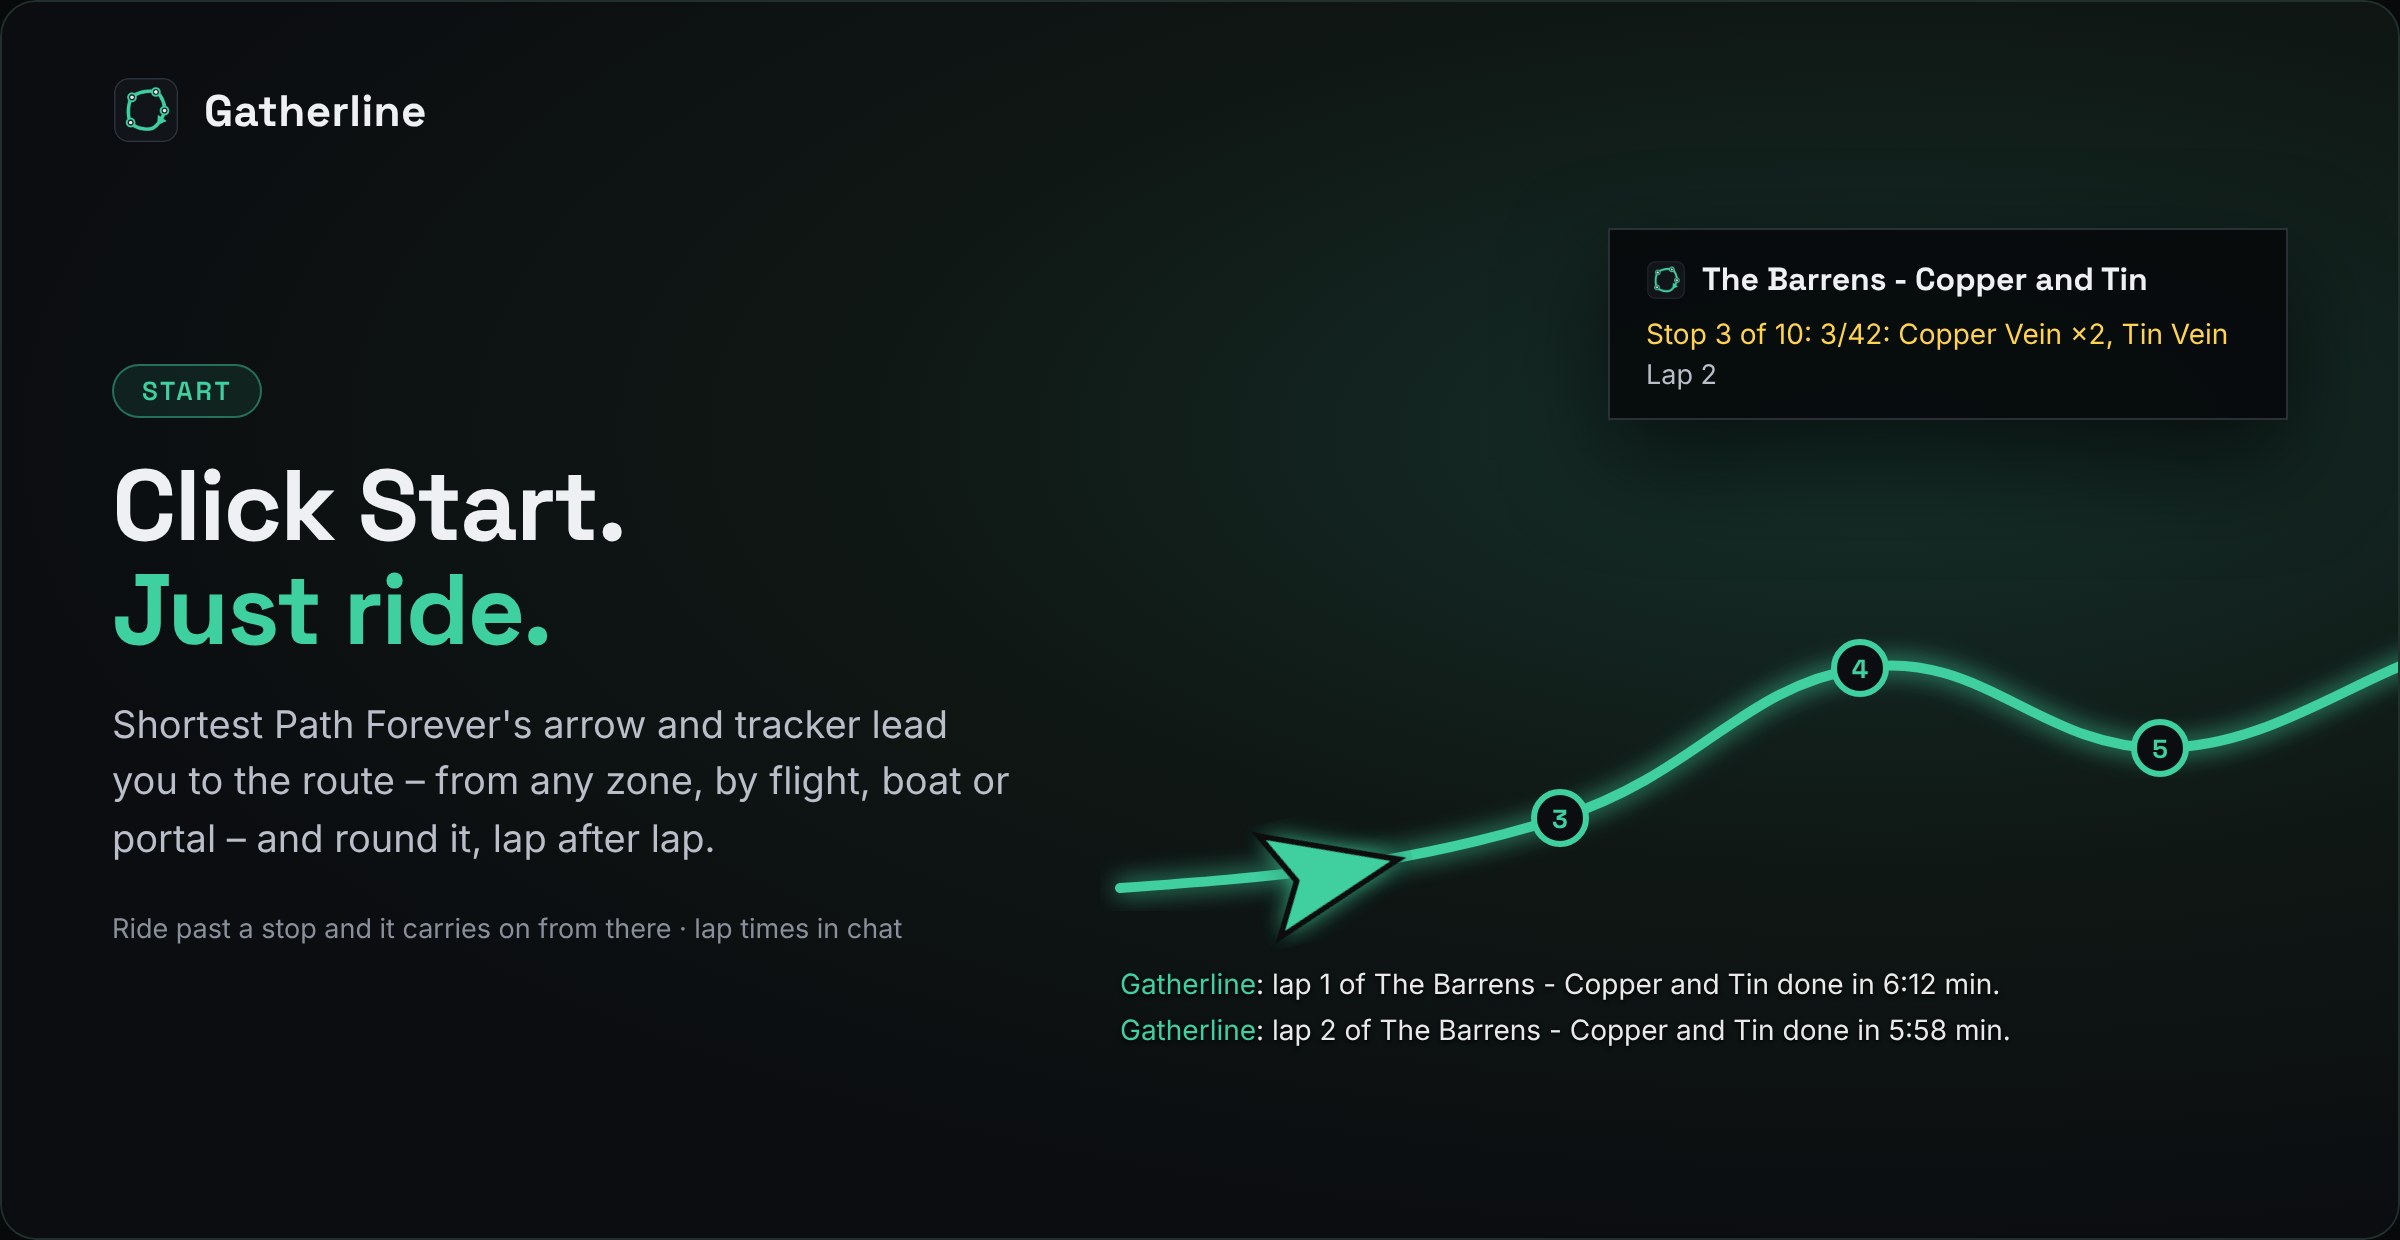 Gatherline
START
Click Start.
Just ride.
Shortest Path Forever's arrow and tracker lead
you to the route – from any zone, by flight, boat or
portal – and round it, lap after lap.
Ride past a stop and it carries on from there · lap times in chat
The Barrens - Copper and Tin
Stop 3 of 10: 3/42: Copper Vein ×2, Tin Vein
Lap 2
3
4
5
Gatherline: lap 1 of The Barrens - Copper and Tin done in 6:12 min.
Gatherline: lap 2 of The Barrens - Copper and Tin done in 5:58 min.